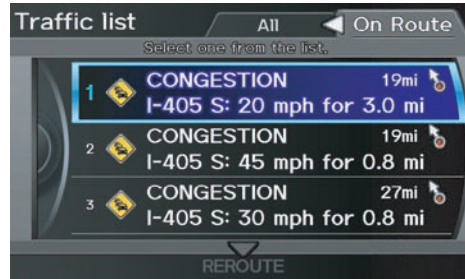 Traffic list
All
On Route
Select one from the list.
1 CONGESTION 19mi
I-405 S: 20 mph for 3.0 mi
2 CONGESTION 19mi
I-405 S: 45 mph for 0.8 mi
3 CONGESTION 27mi
I-405 S: 30 mph for 0.8 mi
REROUTE